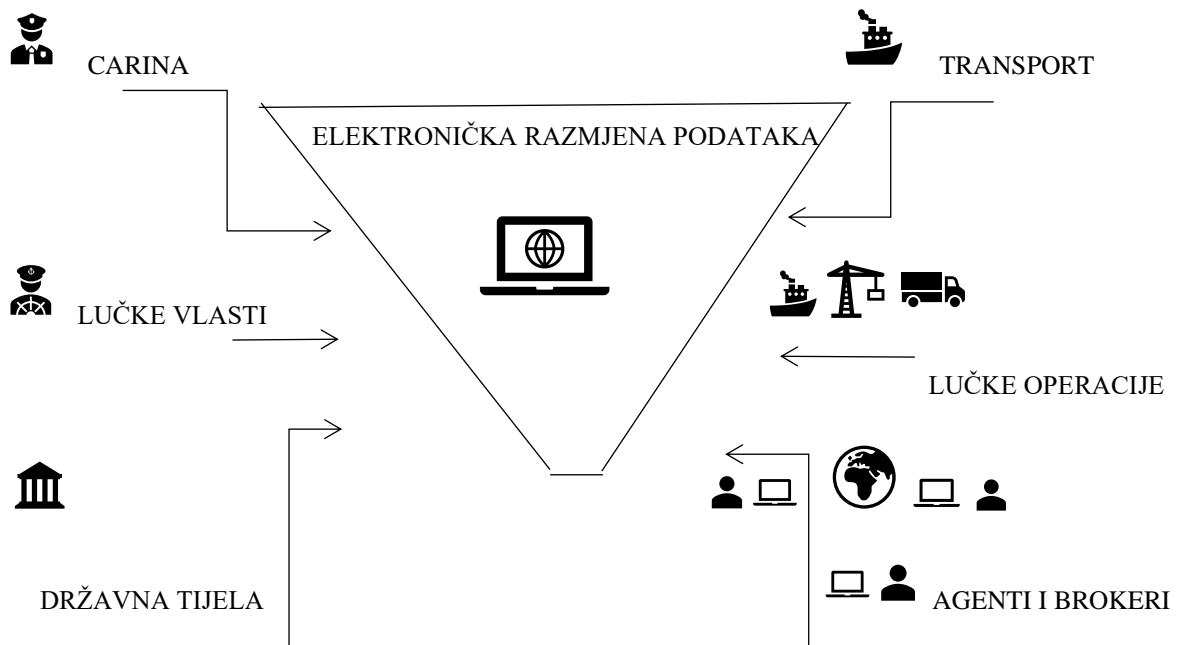 CARINA
TRANSPORT
ELEKTRONIČKA RAZMJENA PODATAKA
LUČKE VLASTI
LUČKE OPERACIJE
DRŽAVNA TIJELA
AGENTI I BROKERI